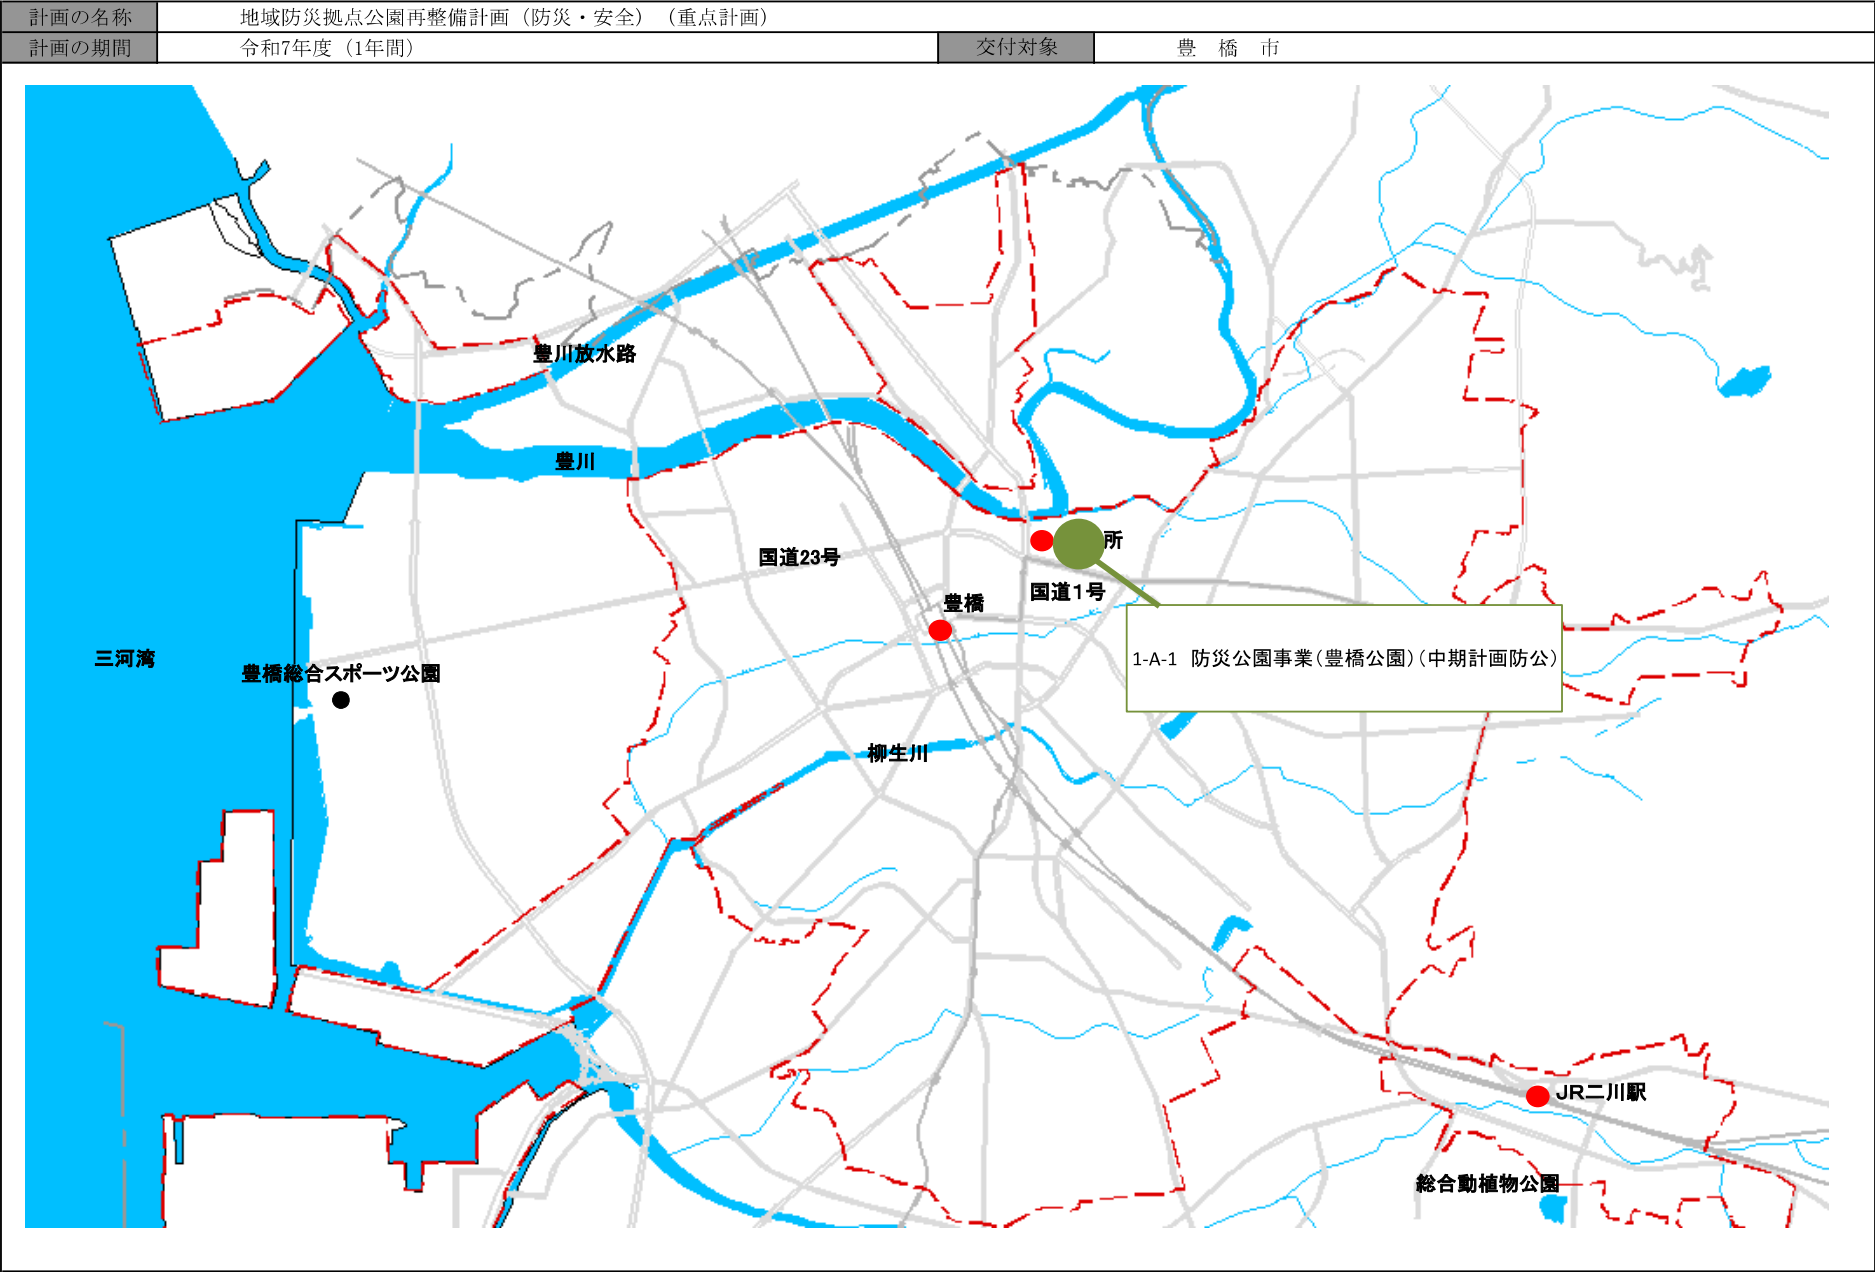 計画の名称 地域防災拠点公園再整備計画（防災・安全）（重点計画）
計画の期間 令和7年度（1年間） 交付対象 豊 橋 市
豊川放水路
豊川
国道23号
所
国道１号
豊橋
三河湾
豊橋総合スポーツ公園
1-A-1 防災公園事業（豊橋公園）（中期計画防公）
柳生川
JR二川駅
総合動植物公園